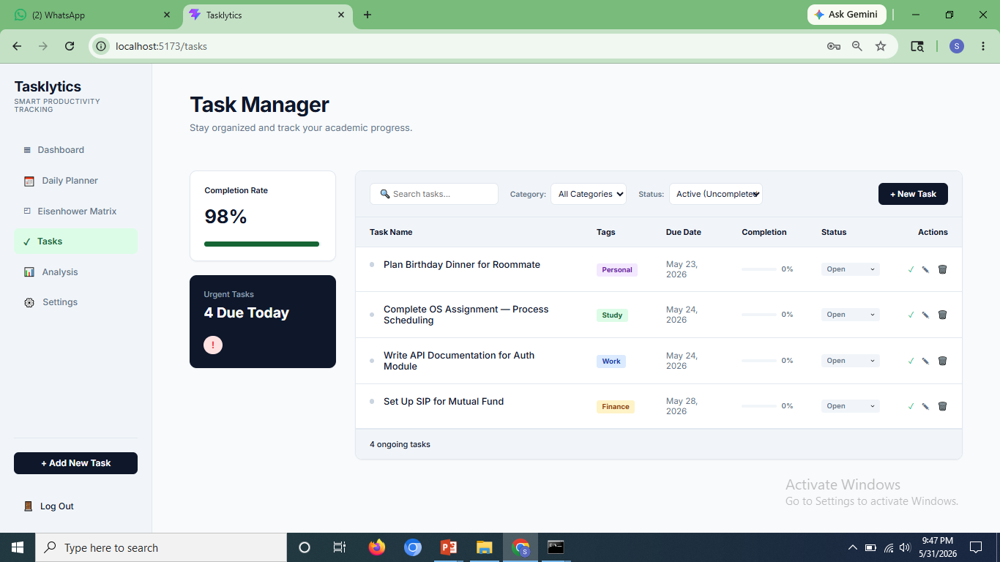 (2) WhatsApp
Tasklytics
Ask Gemini
localhost:5173/tasks
S
Tasklytics
SMART PRODUCTIVITY
TRACKING
Dashboard
Daily Planner
Eisenhower Matrix
Tasks
Analysis
Settings
+ Add New Task
Log Out
Task Manager
Stay organized and track your academic progress.
Completion Rate
98%
Urgent Tasks
4 Due Today
!
Search tasks...
Category:
All Categories
Status:
Active (Uncomplete
+ New Task
Task Name Tags Due Date Completion Status Actions
Plan Birthday Dinner for Roommate
Personal
May 23,
2026
0%
Open
Complete OS Assignment — Process
Scheduling
Study
May 24,
2026
0%
Open
Write API Documentation for Auth
Module
Work
May 24,
2026
0%
Open
Set Up SIP for Mutual Fund
Finance
May 28,
2026
0%
Open
4 ongoing tasks
Activate Windows
Go to Settings to activate Windows.
Type here to search
S
9:47 PM
5/31/2026